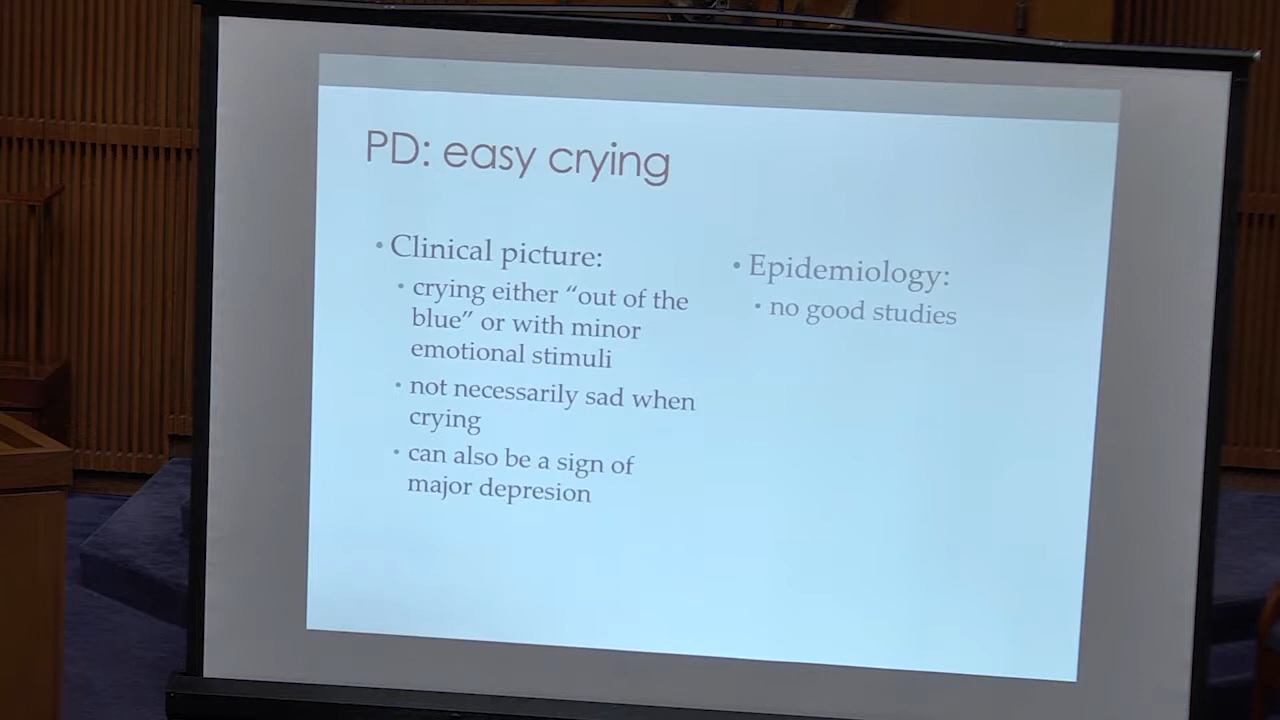 PD: easy crying
• Clinical picture:
• crying either “out of the
blue” or with minor
emotional stimuli
• not necessarily sad when
crying
• can also be a sign of
major depresion
• Epidemiology:
• no good studies